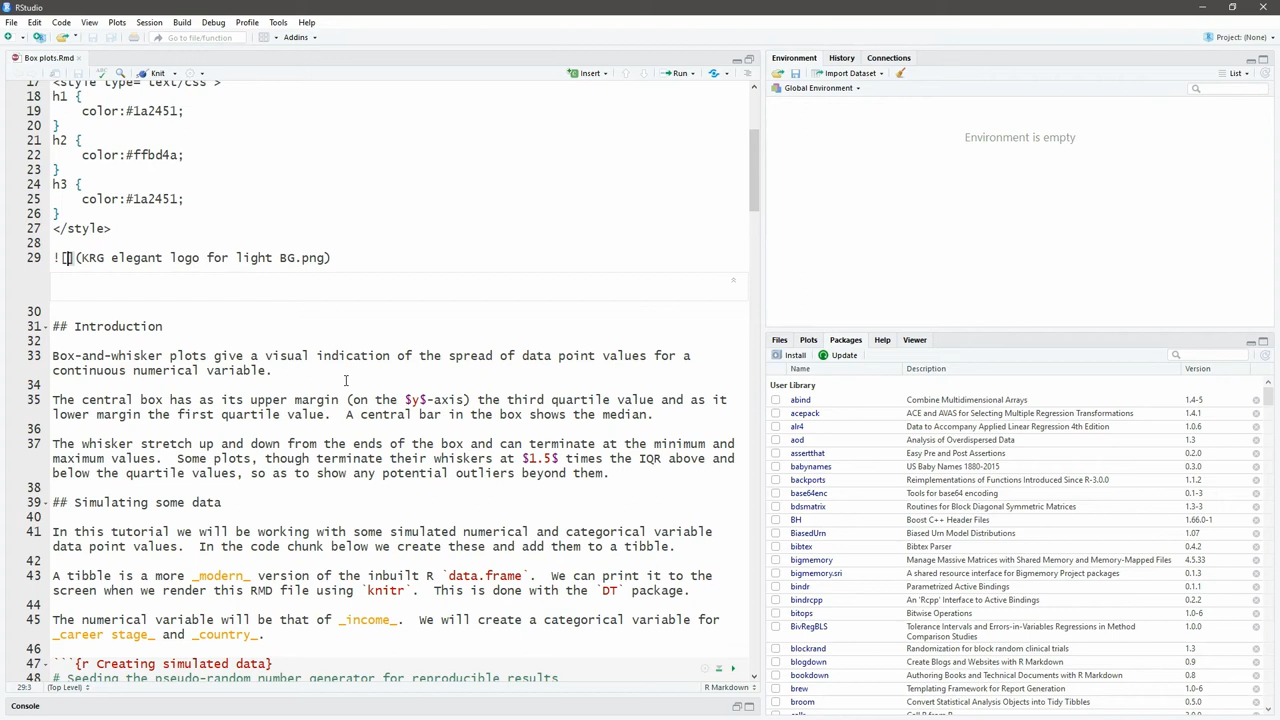 RStudio
File Edit Code View Plots Session Build Debug Profile Tools Help
Go to file/function Addins Project: (None)
Box plots.Rmd
Knit Insert Run
17 <style type="text/css">
18 h1 {
19 color:#1a2451;
20 }
21 h2 {
22 color:#ffbd4a;
23 }
24 h3 {
25 color:#1a2451;
26 }
27 </style>
28
29 ![](KRG elegant logo for light BG.png)
30
31 ## Introduction
32
33 Box-and-whisker plots give a visual indication of the spread of data point values for a
continuous numerical variable.
34
35 The central box has as its upper margin (on the $y$-axis) the third quartile value and as it
lower margin the first quartile value.  A central bar in the box shows the median.
36
37 The whisker stretch up and down from the ends of the box and can terminate at the minimum and
maximum values.  Some plots, though terminate their whiskers at $1.5$ times the IQR above and
below the quartile values, so as to show any potential outliers beyond them.
38
39 ## Simulating some data
40
41 In this tutorial we will be working with some simulated numerical and categorical variable
data point values.  In the code chunk below we create these and add them to a tibble.
42
43 A tibble is a more _modern_ version of the inbuilt R `data.frame`.  We can print it to the
screen when we render this RMD files using `knitr`.  This is done with the `DT` package.
44
45 The numerical variable will be that of _income_.  We will create a categorical variable for
_career stage_ and _country_.
46
47 ```{r Creating simulated data}
48 # Seeding the pseudo-random number generator for reproducible results
29:3 (Top Level) R Markdown
Console
Environment History Connections
Import Dataset List
Global Environment
Environment is empty
Files Plots Packages Help Viewer
Install Update
Name Description Version
User Library
abind Combine Multidimensional Arrays 1.4-5
acepack ACE and AVAS for Selecting Multiple Regression Transformations 1.4.1
alr4 Data to Accompany Applied Linear Regression 4th Edition 1.0.6
aod Analysis of Overdispersed Data 1.3
assertthat Easy Pre and Post Assertions 0.2.0
babynames US Baby Names 1880-2015 0.3.0
backports Reimplementations of Functions Introduced Since R-3.0.0 1.1.2
base64enc Tools for base64 encoding 0.1-3
bdsmatrix Routines for Block Diagonal Symmetric Matrices 1.3-3
BH Boost C++ Header Files 1.66.0-1
BiasedUrn Biased Urn Model Distributions 1.07
bibtex Bibtex Parser 0.4.2
bigmemory Manage Massive Matrices with Shared Memory and Memory-Mapped Files 4.5.33
bigmemory.sri A shared resource interface for Bigmemory Project packages 0.1.3
bindr Parametrized Active Bindings 0.1.1
bindrcpp An 'Rcpp' Interface to Active Bindings 0.2.2
bitops Bitwise Operations 1.0-6
BivRegBLS Tolerance Intervals and Errors-in-Variables Regressions in Method 1.0.0
Comparison Studies
blockrand Randomization for block random clinical trials 1.3
blogdown Create Blogs and Websites with R Markdown 0.9
bookdown Authoring Books and Technical Documents with R Markdown 0.8
brew Templating Framework for Report Generation 1.0-6
broom Convert Statistical Analysis Objects into Tidy Tibbles 0.5.0